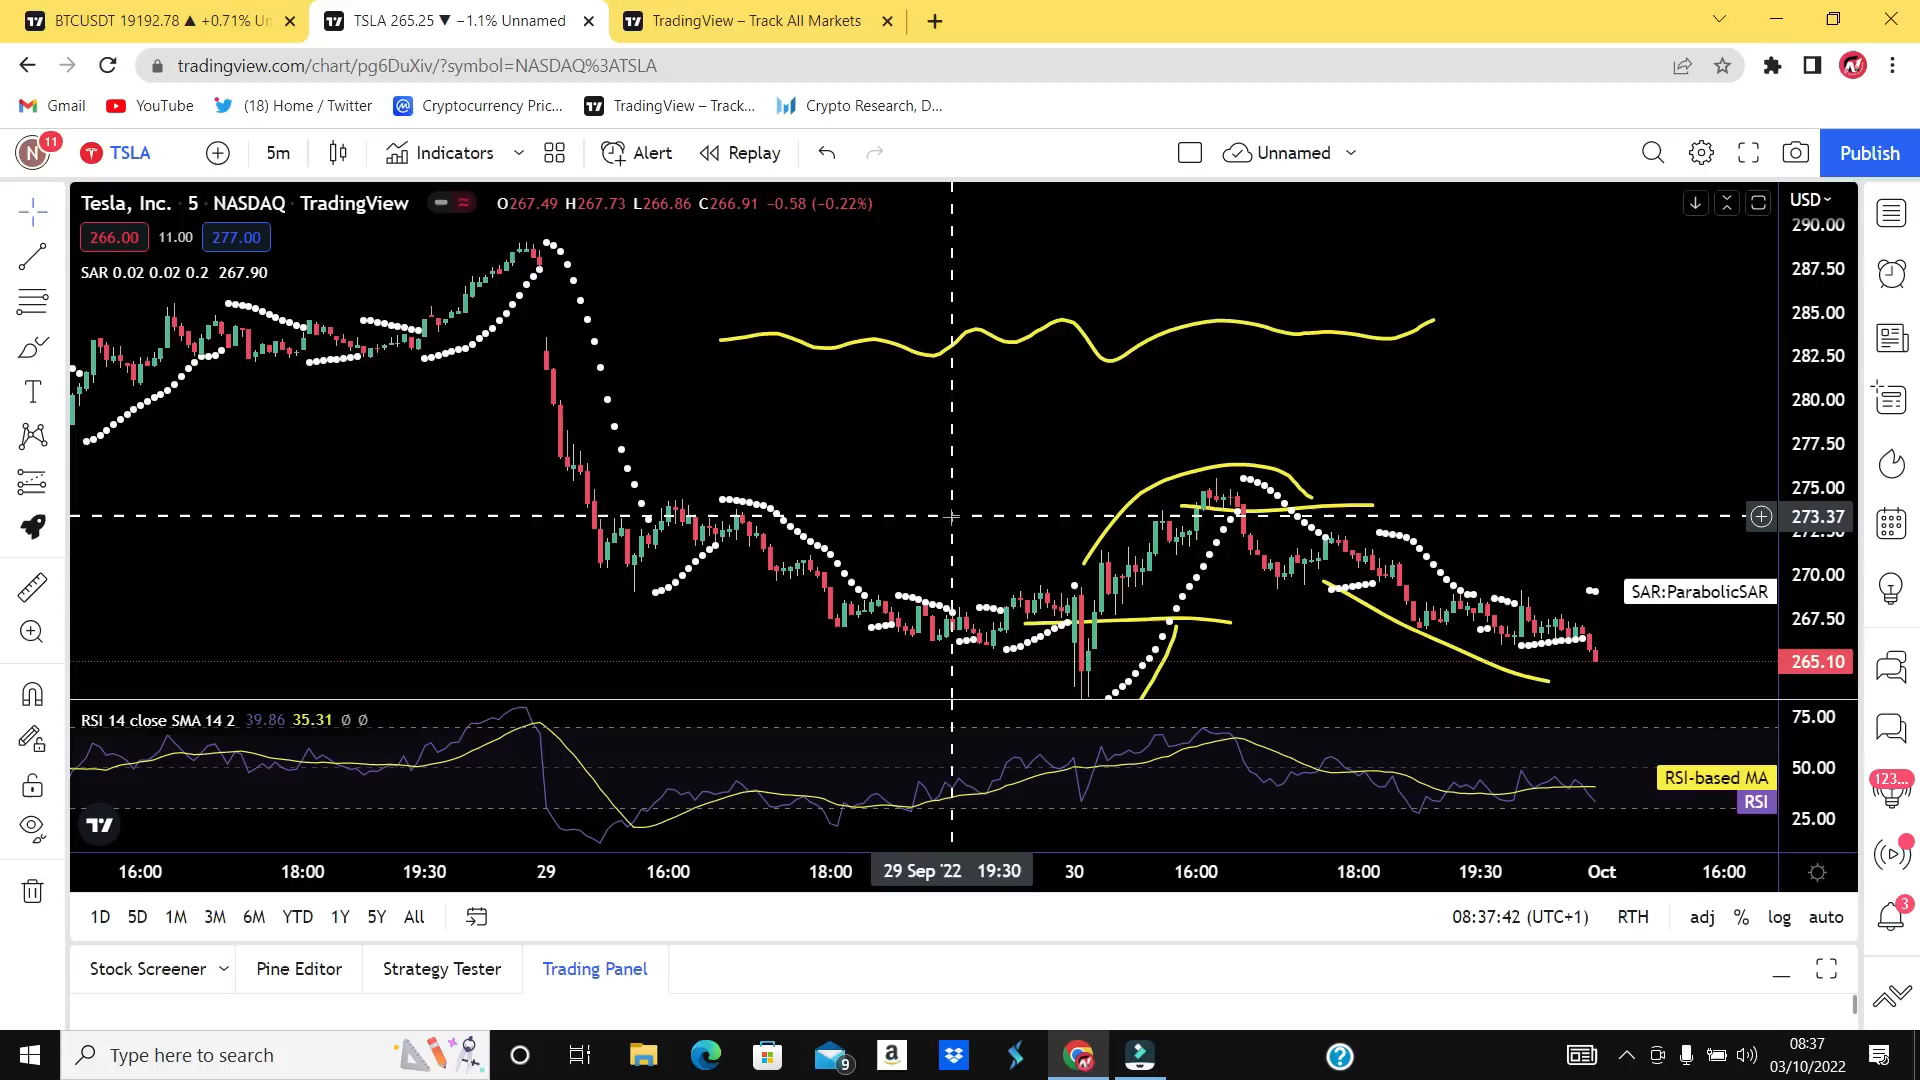 BTCUSDT 19192.78 ▲ +0.71% Un
TSLA 265.25 ▼ −1.1% Unnamed
TradingView – Track All Markets
tradingview.com/chart/pg6DuXiv/?symbol=NASDAQ%3ATSLA
Gmail YouTube (18) Home / Twitter Cryptocurrency Pric... TradingView – Track... Crypto Research, D...
N 11 TSLA 5m Indicators Alert Replay Unnamed Publish
Tesla, Inc. 5 NASDAQ TradingView O267.49 H267.73 L266.86 C266.91 −0.58 (−0.22%) USD
290.00
266.00 11.00 277.00
SAR 0.02 0.02 0.2 267.90
287.50
285.00
282.50
280.00
277.50
275.00
273.37
270.00
SAR:ParabolicSAR
267.50
265.10
RSI 14 close SMA 14 2 39.86 35.31 Ø Ø
75.00
50.00
RSI-based MA
RSI
25.00
123...
16:00 18:00 19:30 29 16:00 18:00 29 Sep '22 19:30 30 16:00 18:00 19:30 Oct 16:00
1D 5D 1M 3M 6M YTD 1Y 5Y All 08:37:42 (UTC+1) RTH adj % log auto
3
Stock Screener Pine Editor Strategy Tester Trading Panel
Type here to search 9 08:37
03/10/2022